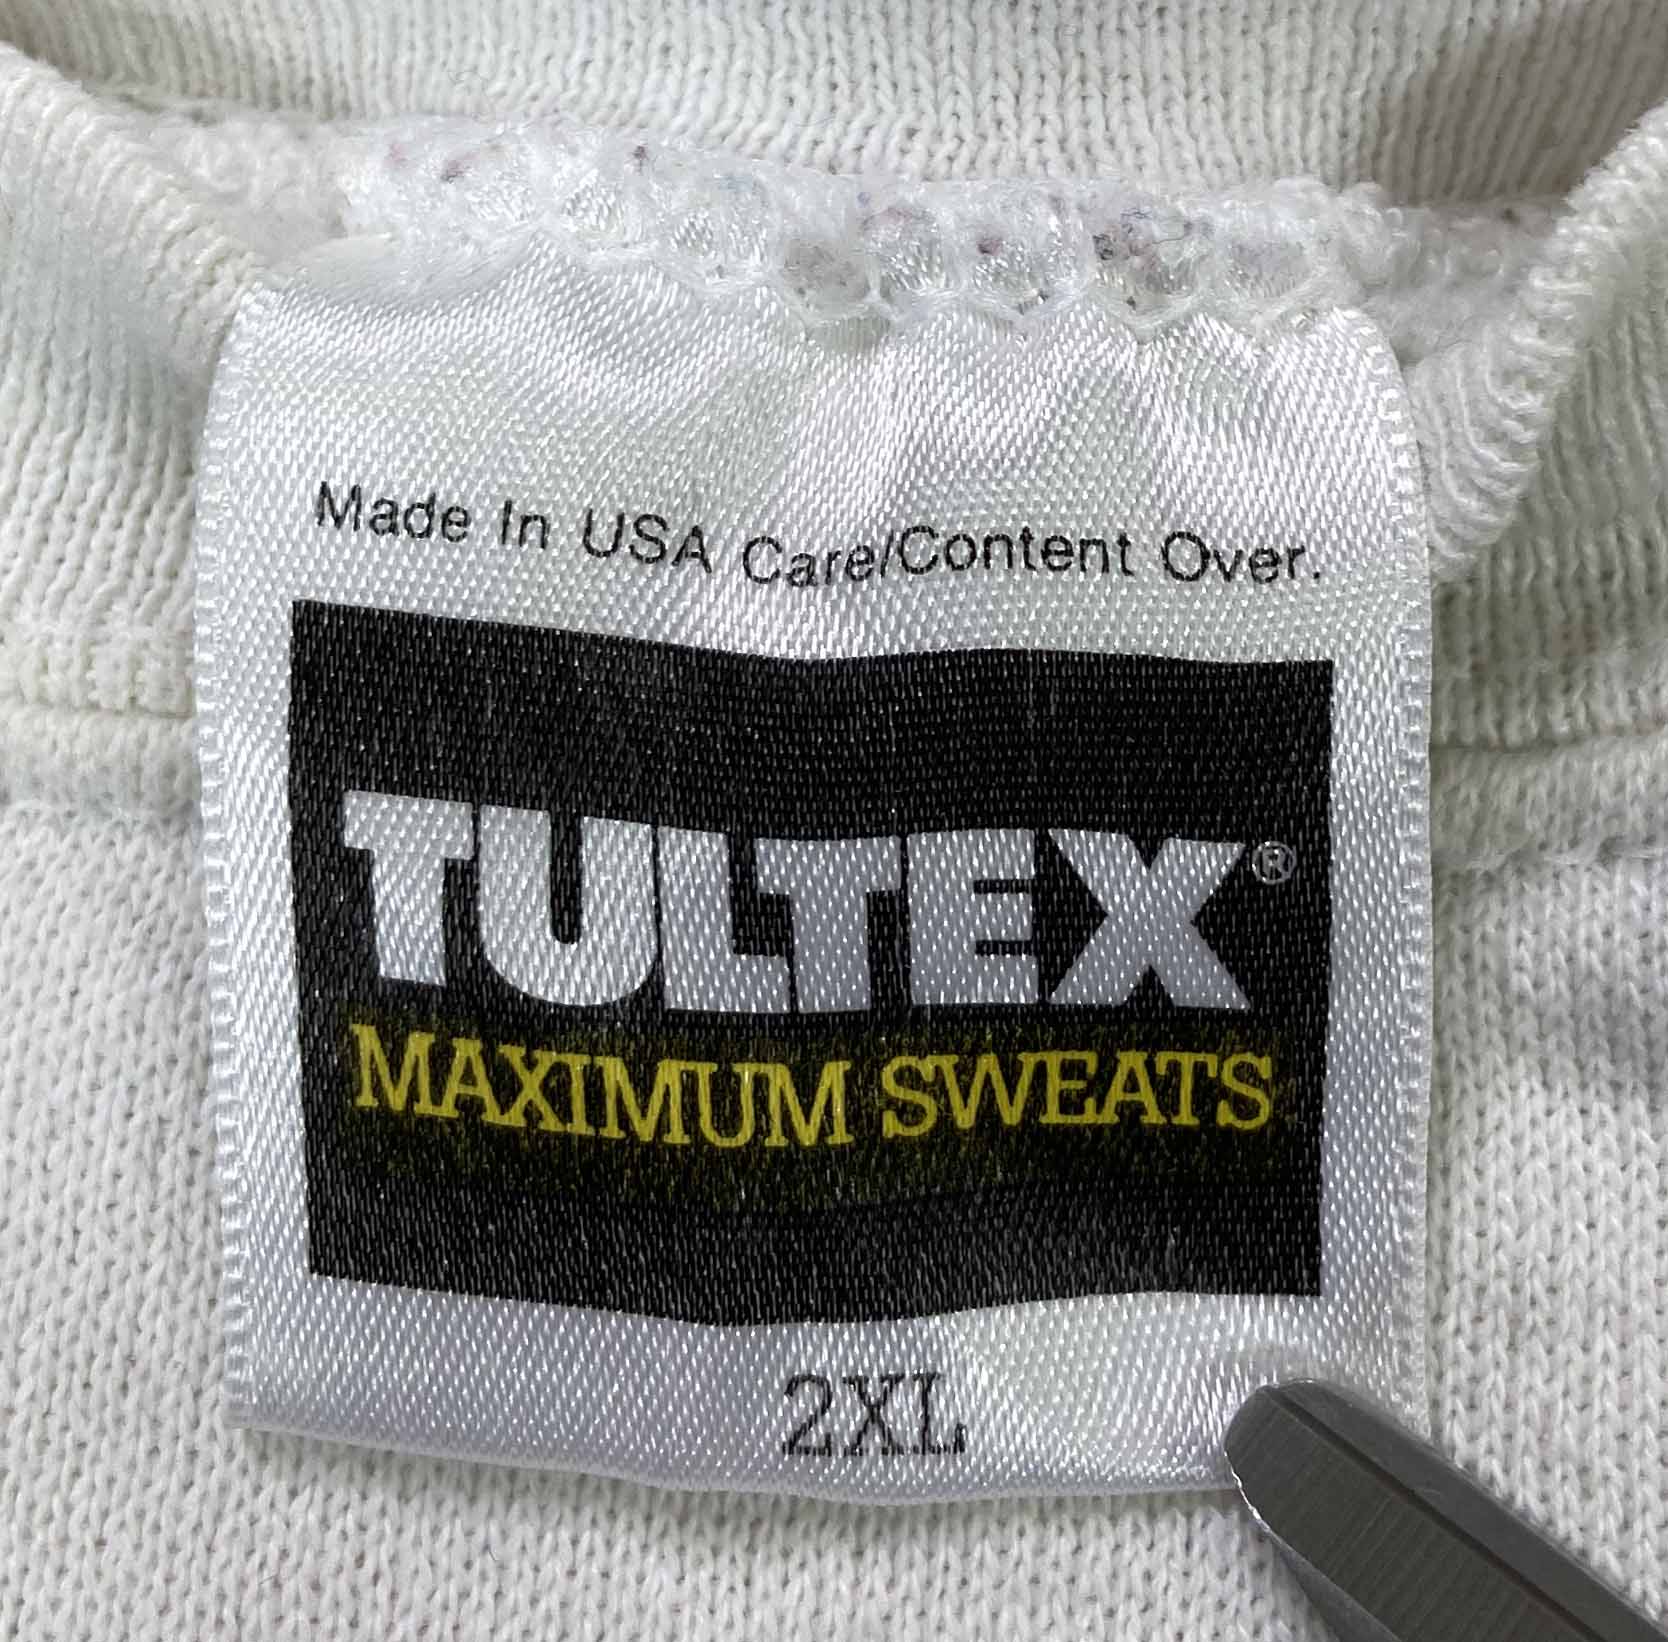 Made In USA Care/Content Over.
TULTEX®
MAXIMUM SWEATS
2XL